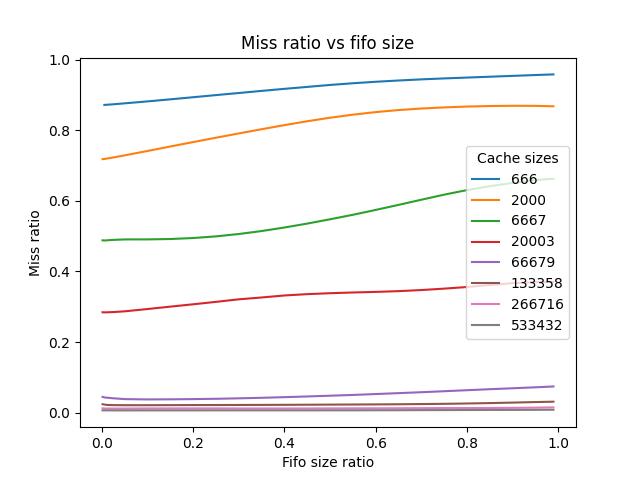 Miss ratio vs fifo size
Miss ratio
1.0
0.8
0.6
0.4
0.2
0.0
Cache sizes
666
2000
6667
20003
66679
133358
266716
533432
0.0 0.2 0.4 0.6 0.8 1.0
Fifo size ratio